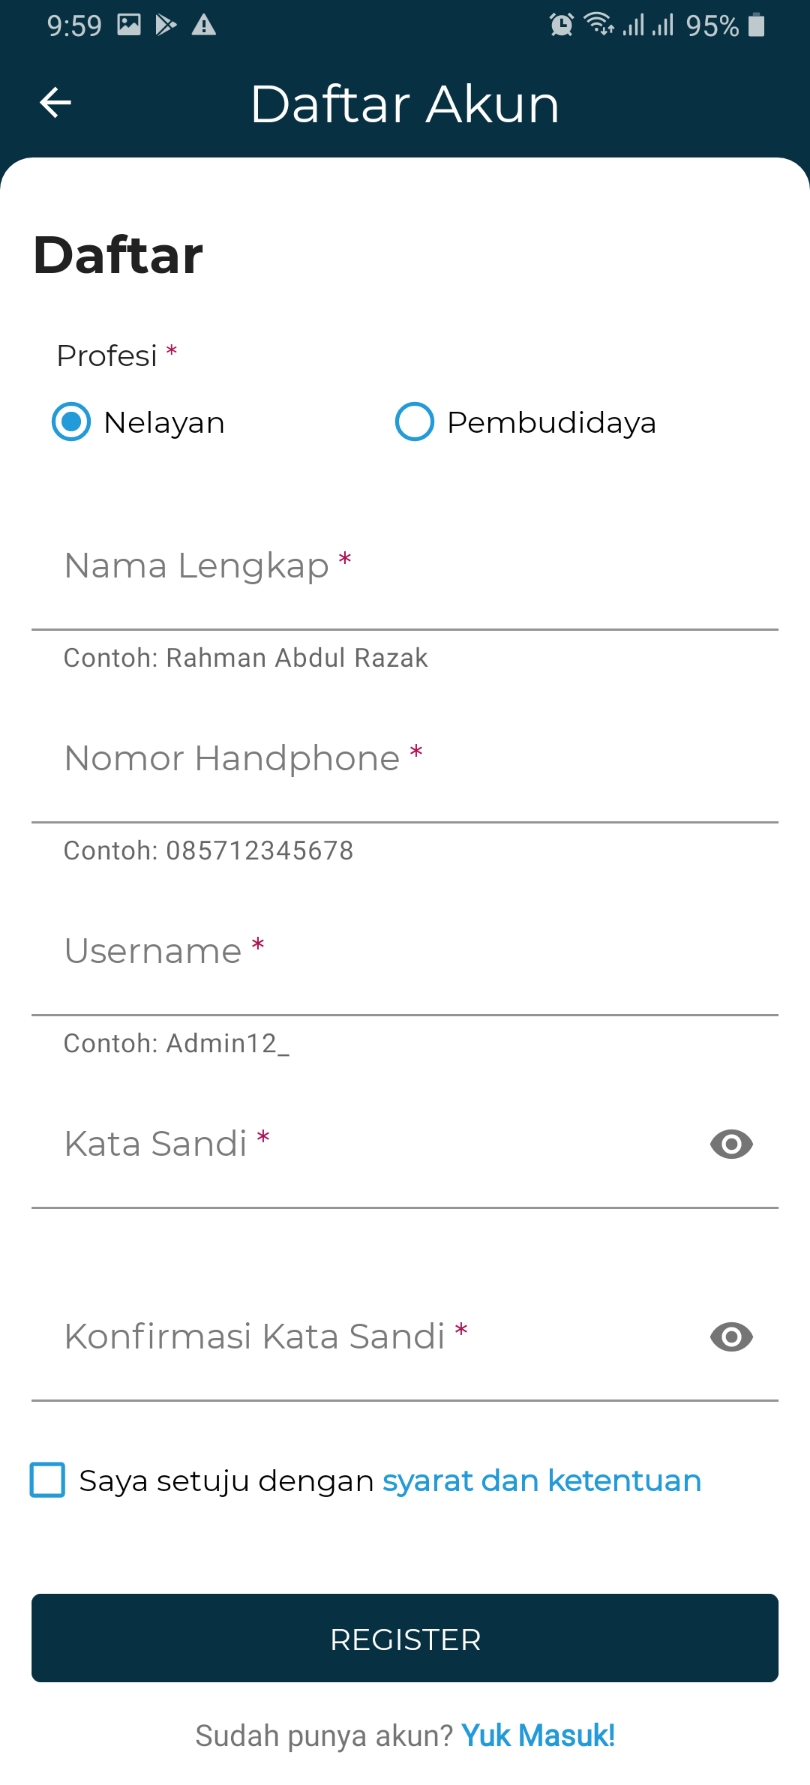 9:59 95%
Daftar Akun
Daftar
Profesi *
Nelayan Pembudidaya
Nama Lengkap *
Contoh: Rahman Abdul Razak
Nomor Handphone *
Contoh: 085712345678
Username *
Contoh: Admin12_
Kata Sandi *
Konfirmasi Kata Sandi *
Saya setuju dengan syarat dan ketentuan
REGISTER
Sudah punya akun? Yuk Masuk!